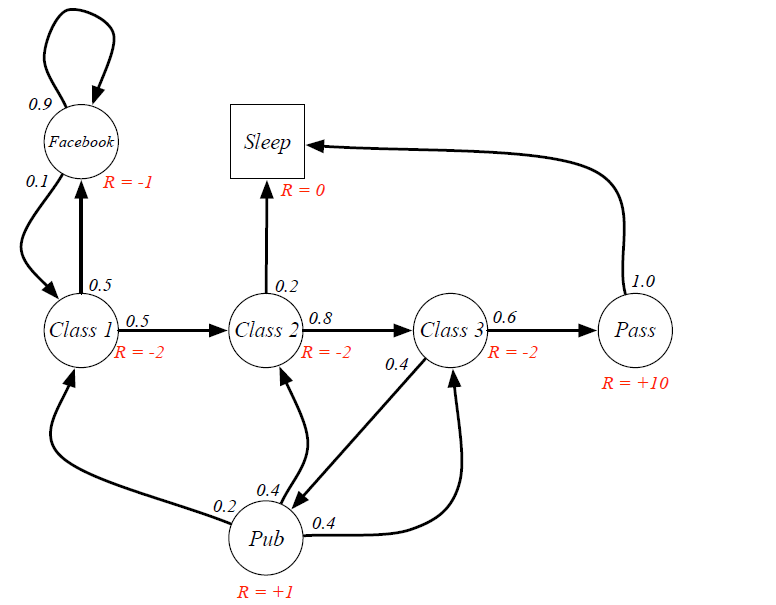 0.9
Facebook
Sleep
0.1
R = -1
R = 0
0.5
0.2
1.0
Class 1
0.5
Class 2
0.8
Class 3
0.6
Pass
R = -2
R = -2
R = -2
0.4
R = +10
0.4
0.2
0.4
Pub
R = +1